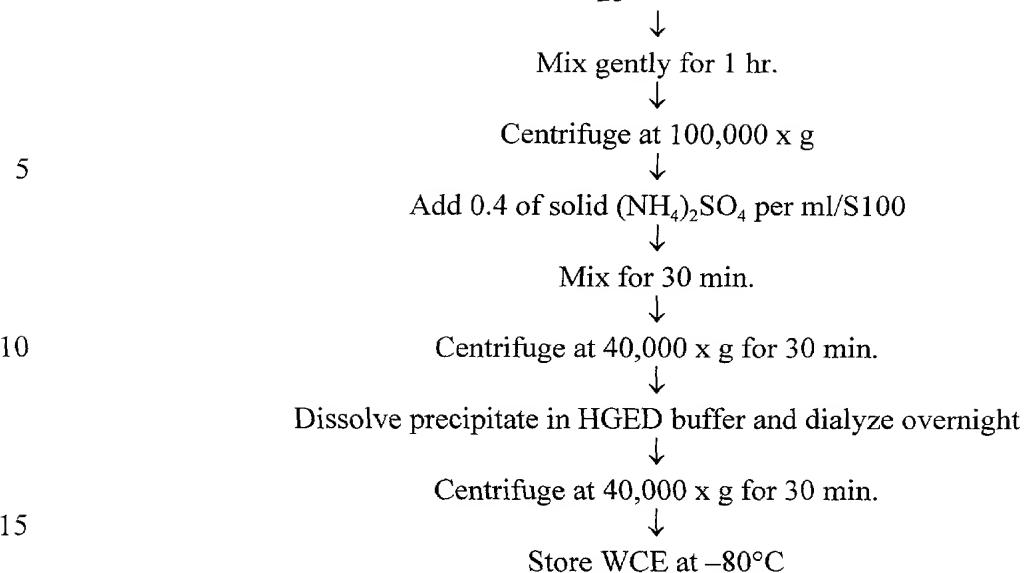 ↓
Mix gently for 1 hr.
↓
Centrifuge at 100,000 x g
5 ↓
Add 0.4 of solid (NH₄)₂SO₄ per ml/S100
↓
Mix for 30 min.
↓
10 Centrifuge at 40,000 x g for 30 min.
↓
Dissolve precipitate in HGED buffer and dialyze overnight
↓
Centrifuge at 40,000 x g for 30 min.
15 ↓
Store WCE at –80°C